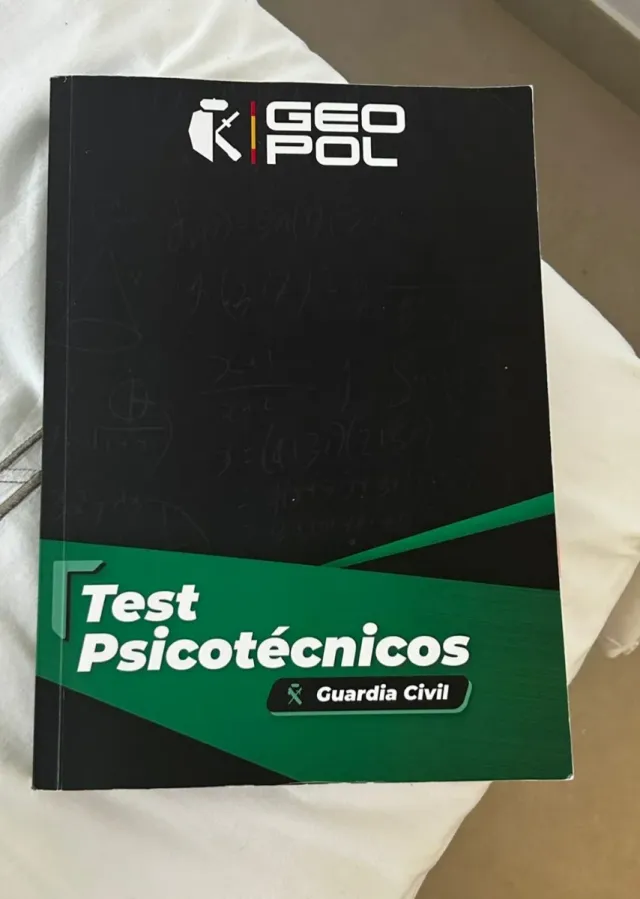 GEO
POL
Test
Psicotécnicos
Guardia Civil